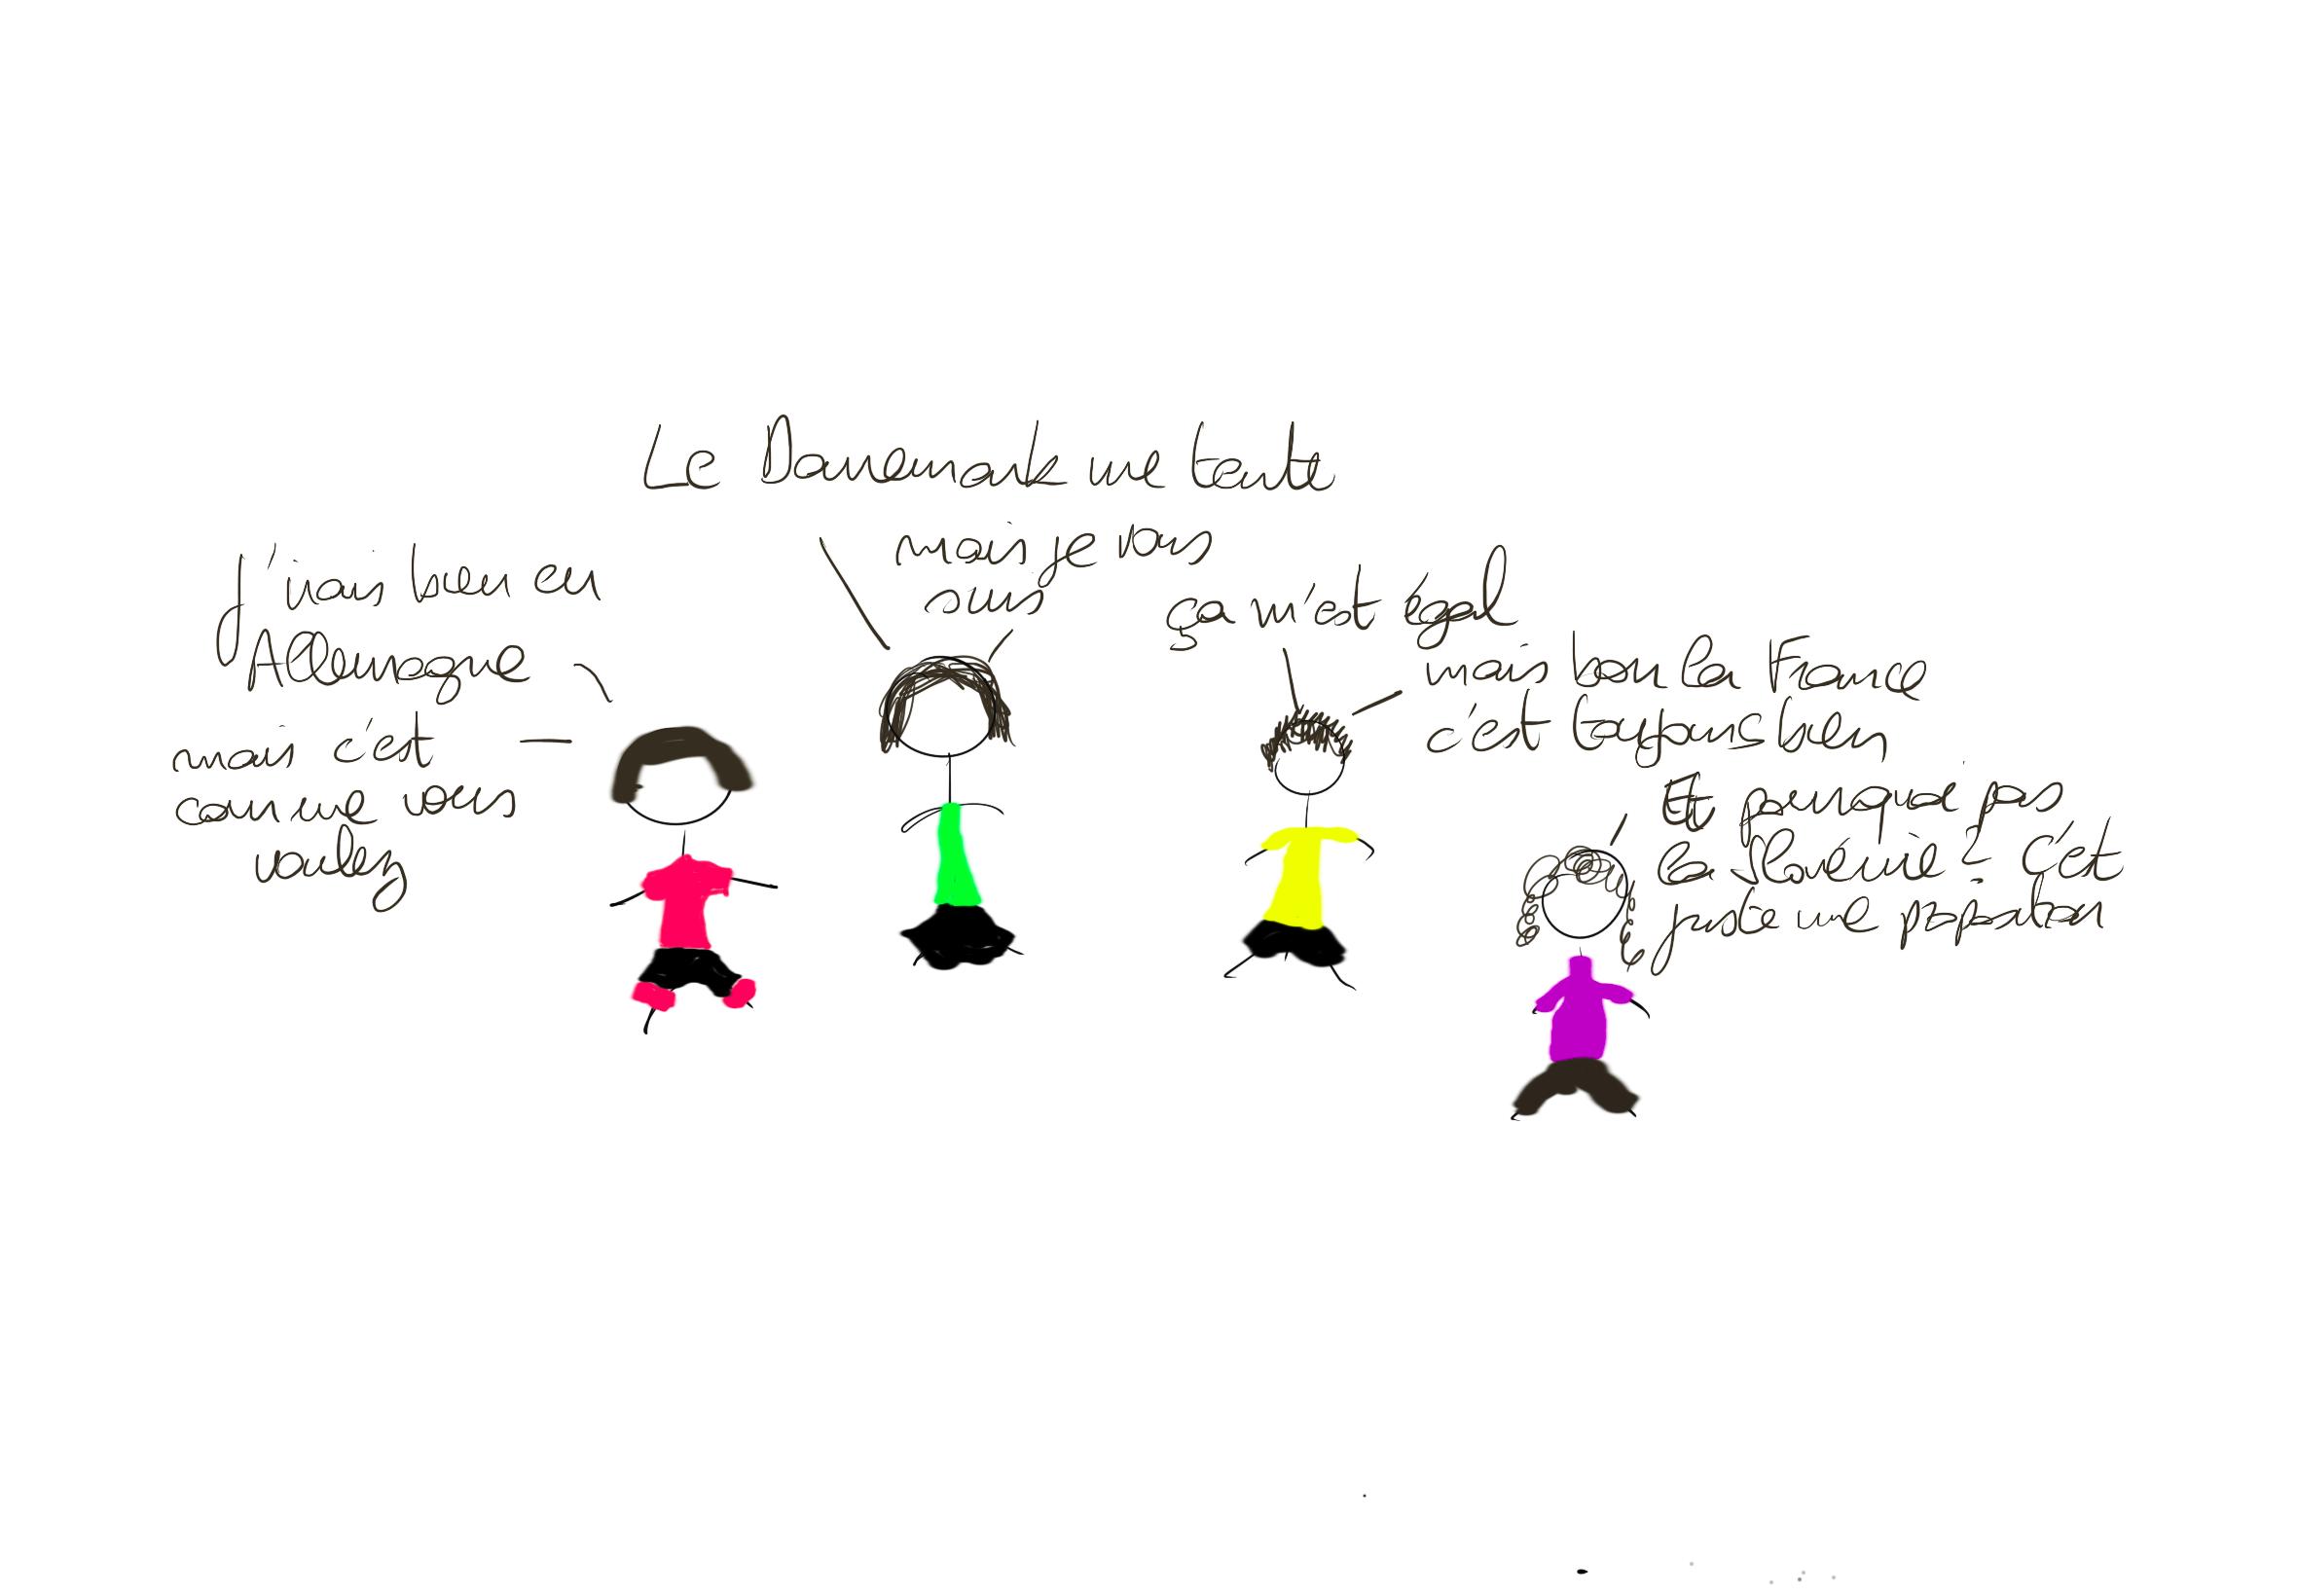 Le Danemark me tente
mais je vous
suis
J'irais bien en
Allemagne
mais c'est
comme vous
voulez
ça m'est égal
mais bon la France
c'est toujours bien
Et pourquoi pas
la Slovénie ? C'est
juste une proposition